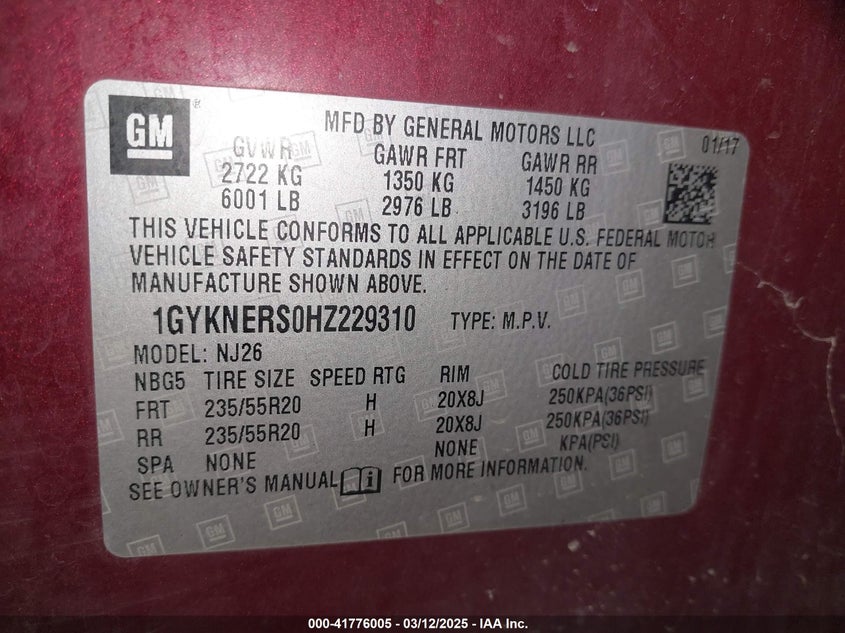 GM ®
MFD BY GENERAL MOTORS LLC 01/17
GVWR GAWR FRT GAWR RR
2722 KG 1350 KG 1450 KG
6001 LB 2976 LB 3196 LB
THIS VEHICLE CONFORMS TO ALL APPLICABLE U.S. FEDERAL MOTOR
VEHICLE SAFETY STANDARDS IN EFFECT ON THE DATE OF
MANUFACTURE SHOWN ABOVE.
1GYKNERS0HZ229310 TYPE: M.P.V.
MODEL: NJ26
NBG5 TIRE SIZE SPEED RTG RIM COLD TIRE PRESSURE
FRT 235/55R20 H 20X8J 250KPA(36PSI)
RR 235/55R20 H 20X8J 250KPA(36PSI)
SPA NONE NONE KPA(PSI)
SEE OWNER'S MANUAL i FOR MORE INFORMATION.
000-41776005 - 03/12/2025 - IAA Inc.